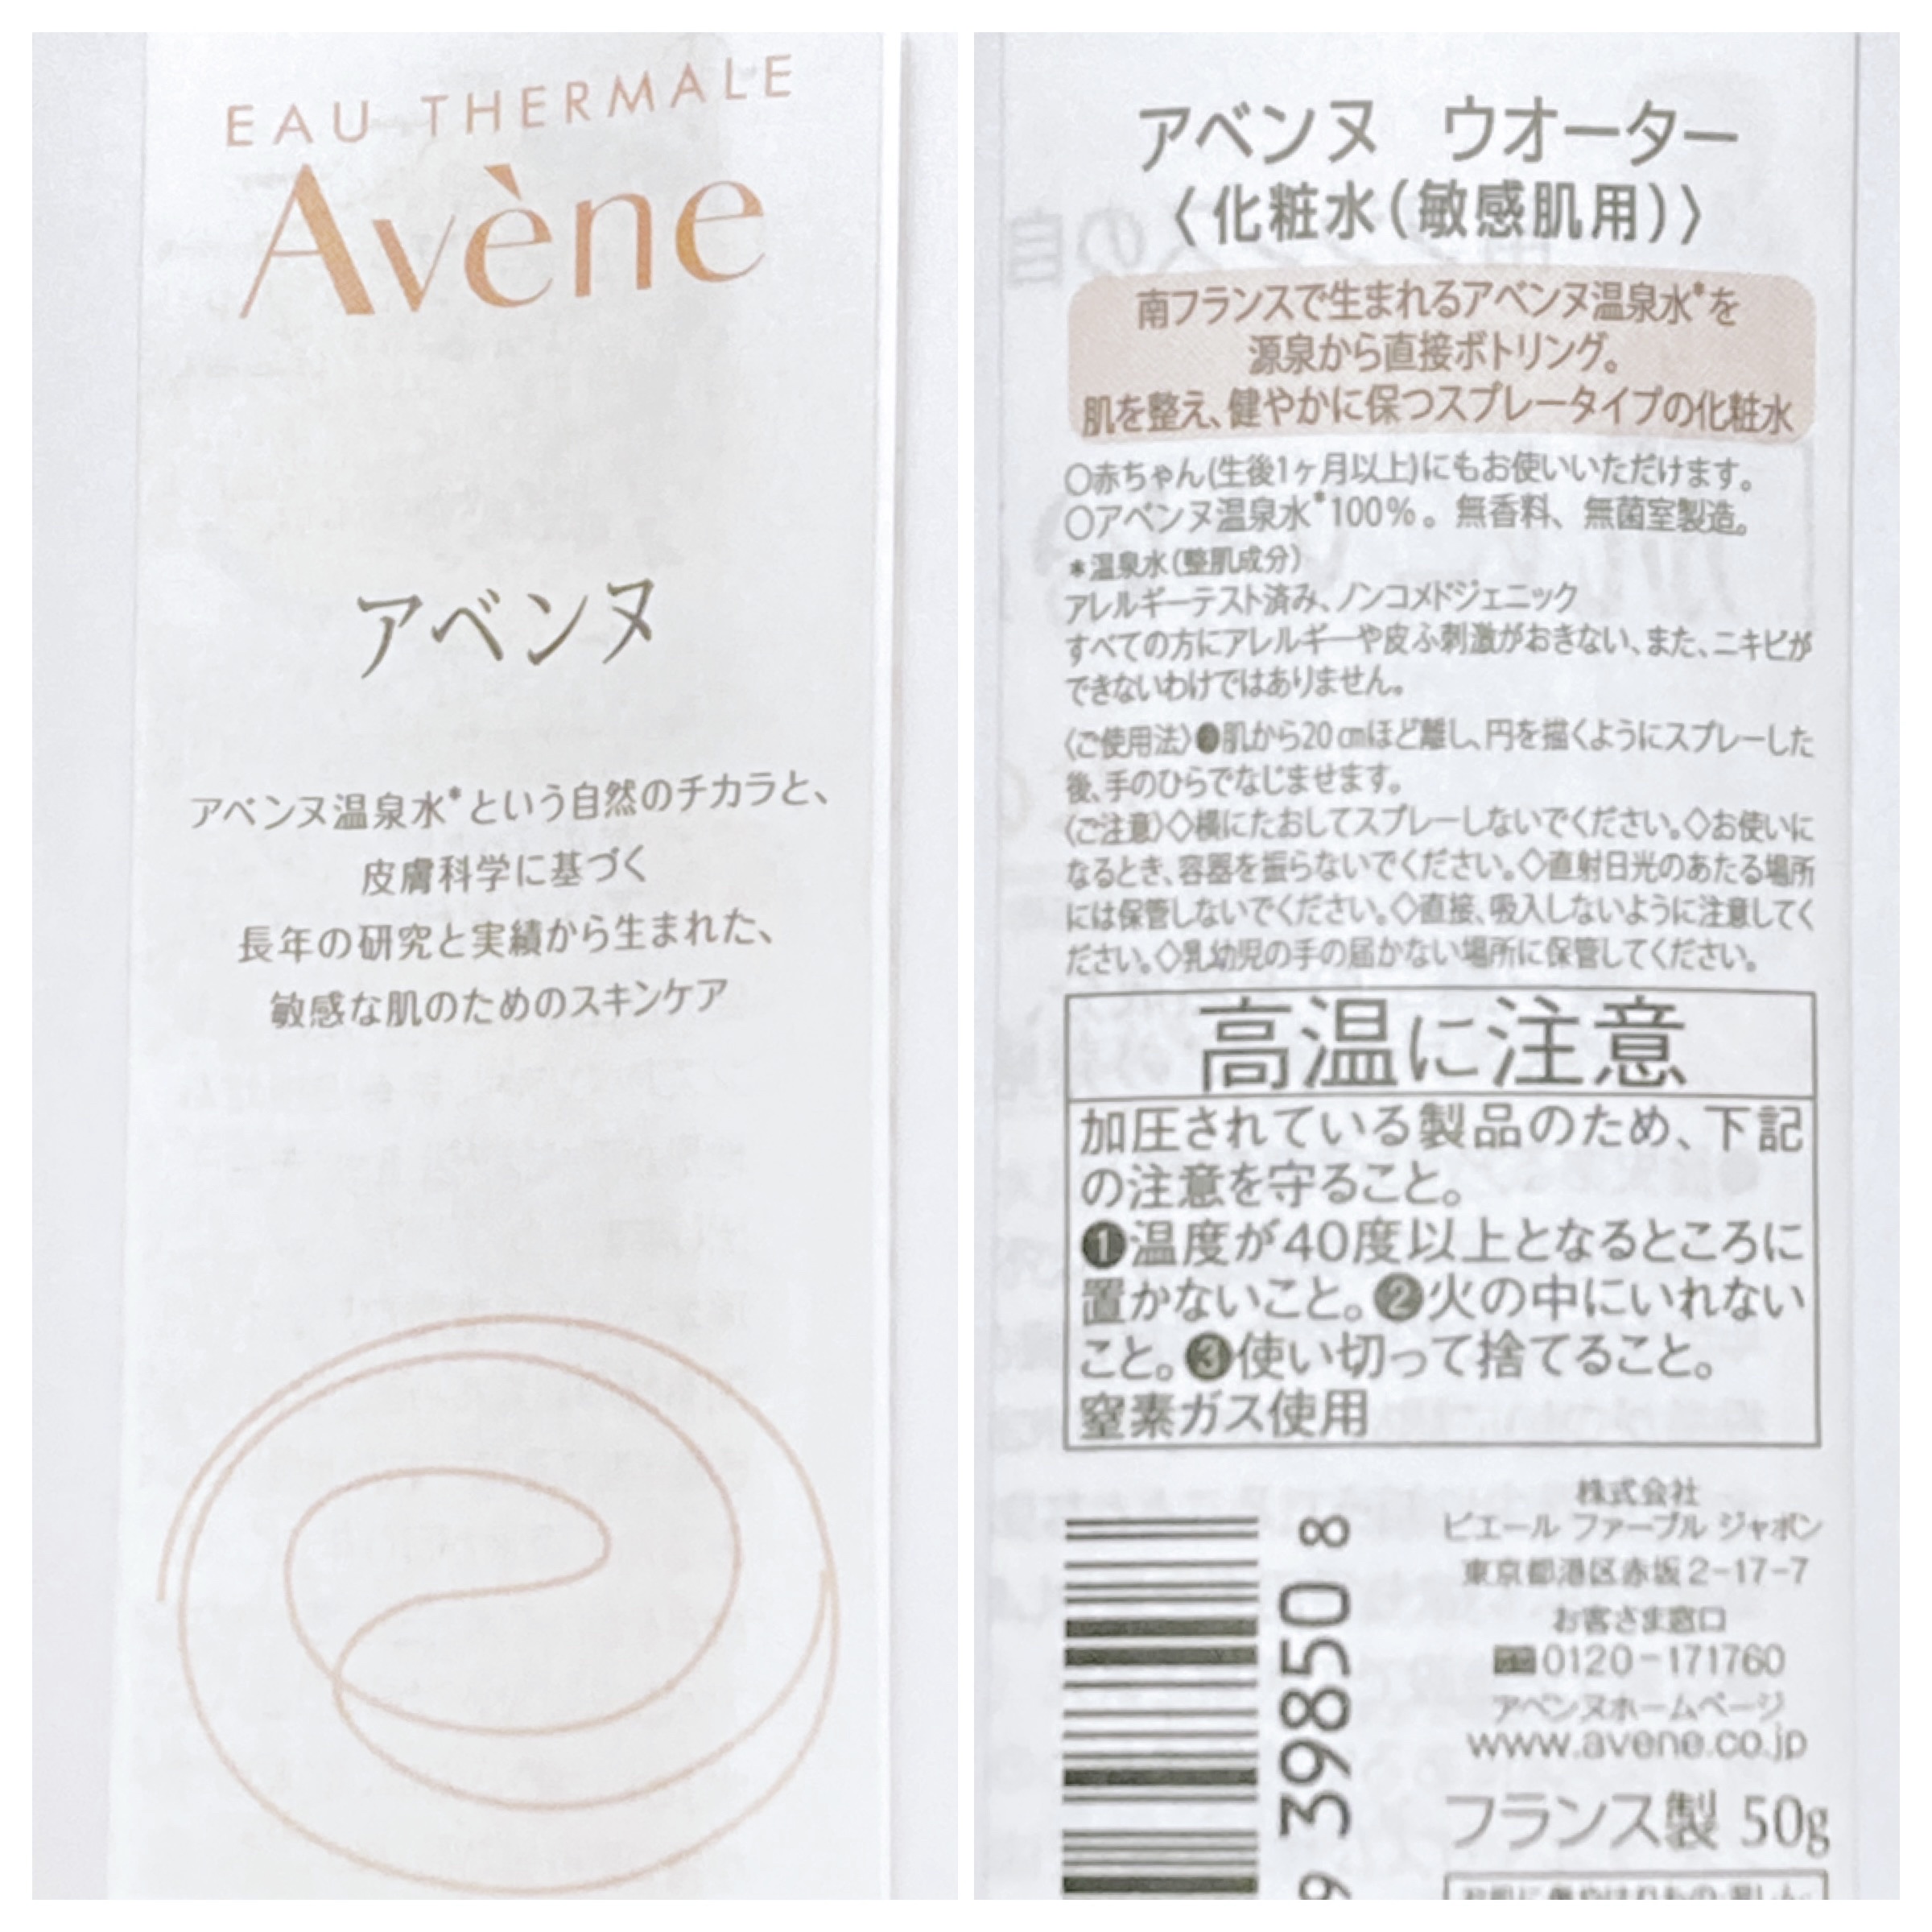 EAU THERMALE
Avène
アベンヌ
アベンヌ温泉水*という自然のチカラと、
皮膚科学に基づく
長年の研究と実績から生まれた、
敏感な肌のためのスキンケア
アベンヌ ウオーター
〈化粧水(敏感肌用)〉
南フランスで生まれるアベンヌ温泉水*を
源泉から直接ボトリング。
肌を整え、健やかに保つスプレータイプの化粧水
○赤ちゃん(生後1ヶ月以上)にもお使いいただけます。
○アベンヌ温泉水*100%。無香料、無菌室製造。
*温泉水(整肌成分)
アレルギーテスト済み、ノンコメドジェニック
すべての方にアレルギーや皮ふ刺激がおきない、また、ニキビが
できないわけではありません。
〈ご使用法〉●肌から20㎝ほど離し、円を描くようにスプレーした
後、手のひらでなじませます。
〈ご注意〉◇横にたおしてスプレーしないでください。◇お使いに
なるとき、容器を振らないでください。◇直射日光のあたる場所
には保管しないでください。◇直接、吸入しないように注意してく
ださい。◇乳幼児の手の届かない場所に保管してください。
高温に注意
加圧されている製品のため、下記
の注意を守ること。
❶温度が40度以上となるところに
置かないこと。❷火の中にいれない
こと。❸使い切って捨てること。
窒素ガス使用
9 39850 8
株式会社
ピエール ファーブル ジャポン
東京都港区赤坂2-17-7
お客さま窓口
0120-171760
アベンヌホームページ
www.avene.co.jp
フランス製 50g